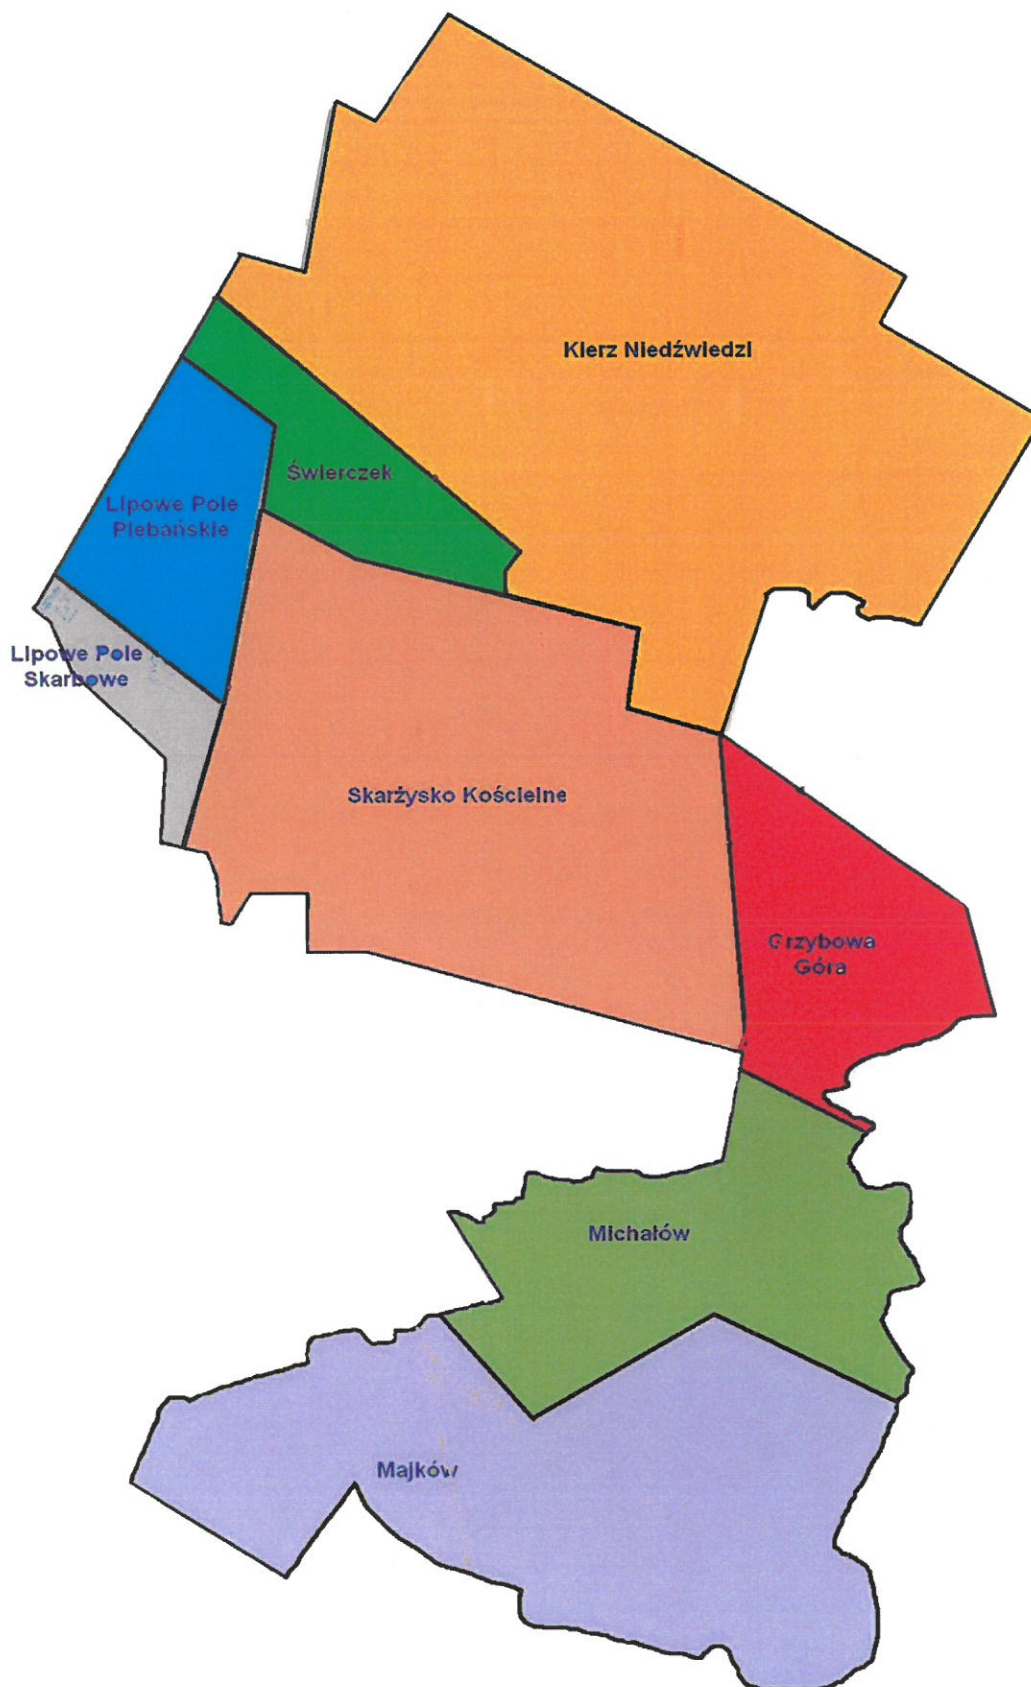 Kierz Niedźwiedzi
Świerczek
Lipowe Pole
Plebańskie
Lipowe Pole
Skarbowe
Skarżysko Kościelne
Grzybowa
Góra
Michałów
Majków